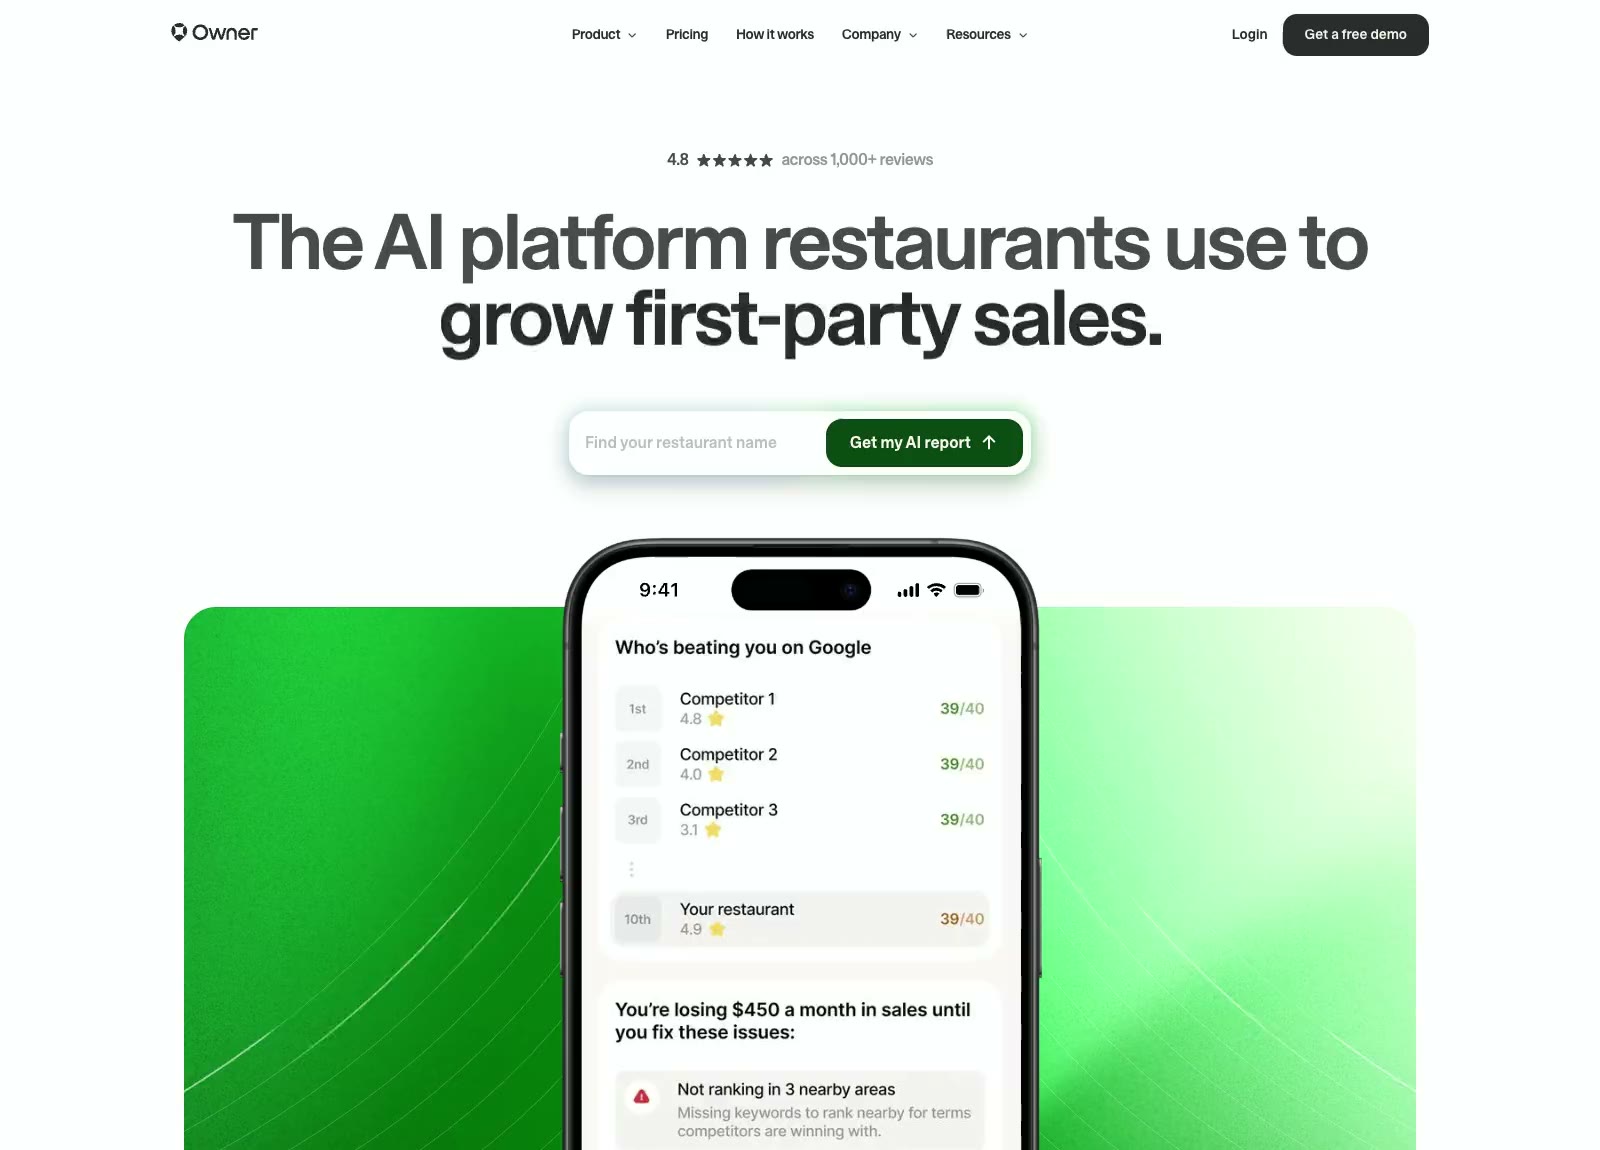 Owner
Product
Pricing
How it works
Company
Resources
Login
Get a free demo
4.8
across 1,000+ reviews
The AI platform restaurants use to
grow first-party sales.
Find your restaurant name
Get my AI report
9:41
Who's beating you on Google
1st
Competitor 1
4.8
39/40
2nd
Competitor 2
4.0
39/40
3rd
Competitor 3
3.1
39/40
10th
Your restaurant
4.9
39/40
You're losing $450 a month in sales until
you fix these issues:
Not ranking in 3 nearby areas
Missing keywords to rank nearby for terms
competitors are winning with.